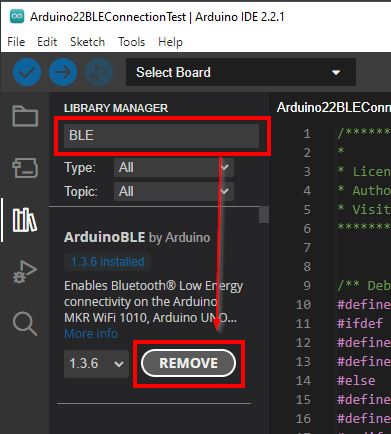 Arduino22BLEConnectionTest | Arduino IDE 2.2.1
File Edit Sketch Tools Help
Select Board
LIBRARY MANAGER
BLE
Type: All
Topic: All
ArduinoBLE by Arduino
1.3.6 installed
Enables Bluetooth® Low Energy
connectivity on the Arduino
MKR WiFi 1010, Arduino UNO...
More info
1.3.6
REMOVE
Arduino22BLEConn
1 /*******
2 *
3 * Licen
4 * Autho
5 * Visit
6 *******
7
8
9 /** Deb
10 #define
11 #ifdef
12 #define
13 #define
14 #else
15 #define
16 #define
17